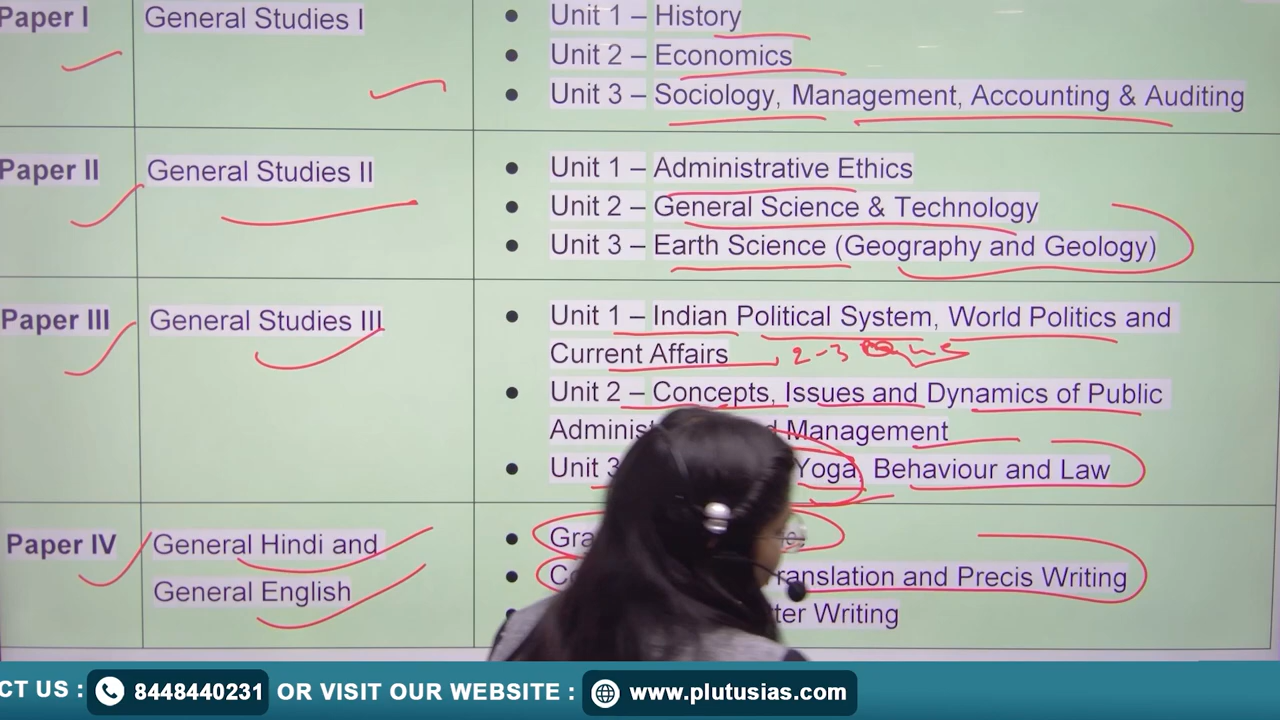 Paper I
General Studies I
Unit 1 – History
Unit 2 – Economics
Unit 3 – Sociology, Management, Accounting & Auditing
Paper II
General Studies II
Unit 1 – Administrative Ethics
Unit 2 – General Science & Technology
Unit 3 – Earth Science (Geography and Geology)
Paper III
General Studies III
Unit 1 – Indian Political System, World Politics and
Current Affairs 2-3
Unit 2 – Concepts, Issues and Dynamics of Public
Management
Unit 3 Yoga, Behaviour and Law
Paper IV
General Hindi and
General English
and Precis Writing
Writing
CT US : 8448440231 OR VISIT OUR WEBSITE : www.plutusias.com